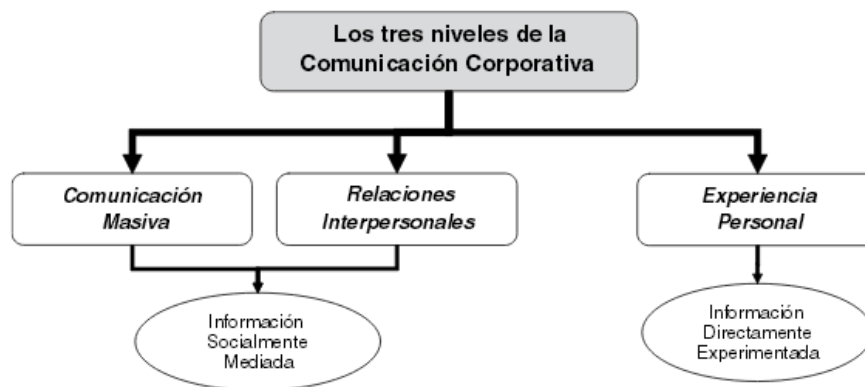 Los tres niveles de la
Comunicación Corporativa
Comunicación
Masiva
Relaciones
Interpersonales
Experiencia
Personal
Información
Socialmente
Mediada
Información
Directamente
Experimentada